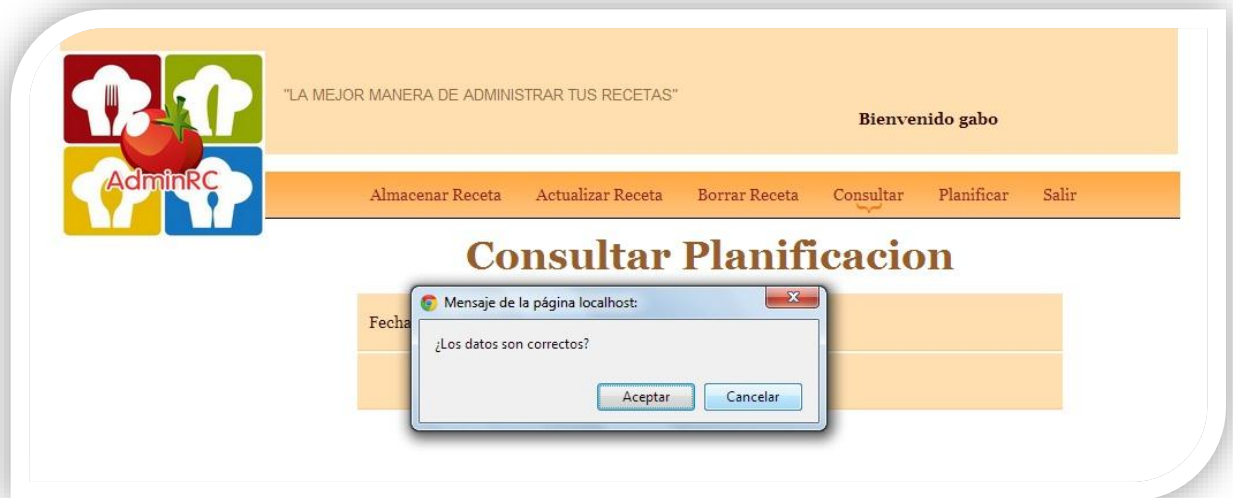 "LA MEJOR MANERA DE ADMINISTRAR TUS RECETAS"
Bienvenido gabo
AdminRC
Almacenar Receta Actualizar Receta Borrar Receta Consultar Planificar Salir
Consultar Planificacion
Mensaje de la página localhost:
Fecha
¿Los datos son correctos?
Aceptar Cancelar